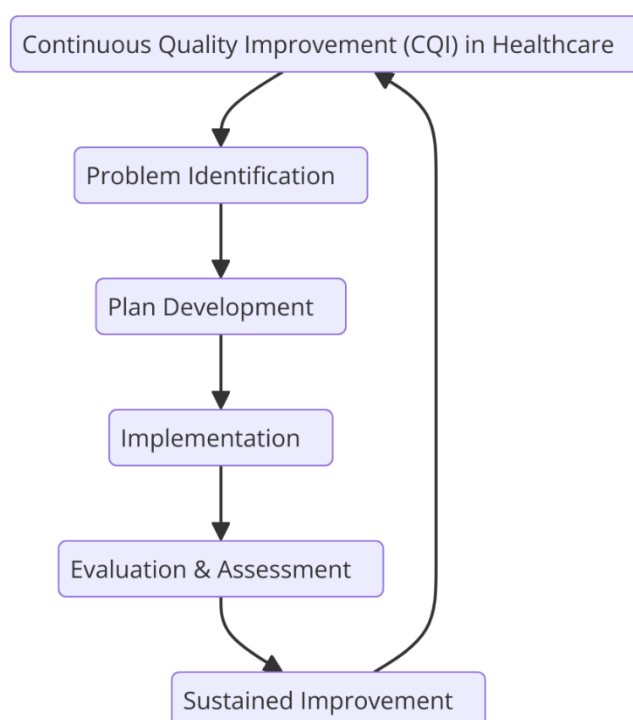 Continuous Quality Improvement (CQI) in Healthcare
Problem Identification
Plan Development
Implementation
Evaluation & Assessment
Sustained Improvement